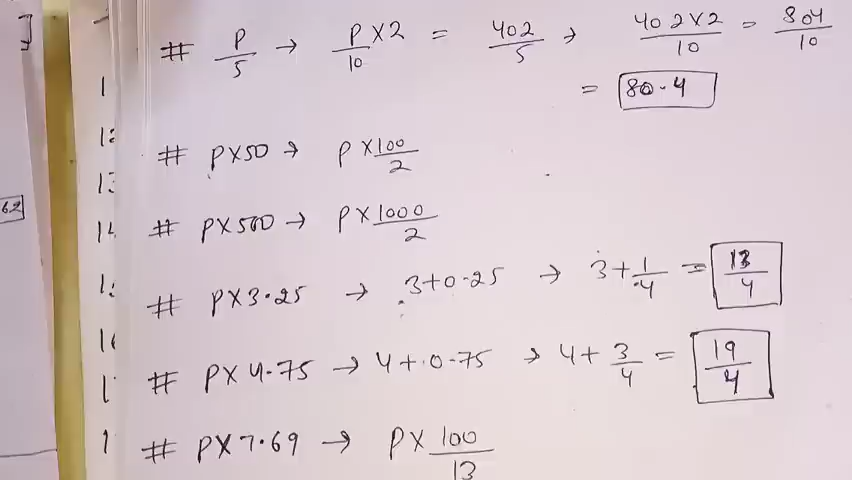 # P/5 → P/10 × 2 = 402/5 → 402×2/10 = 804/10
= 80.4
# P×50 → P × 100/2
# P×500 → P × 1000/2
# P×3.25 → 3+0.25 → 3+1/4 = 13/4
# P×4.75 → 4+0.75 → 4+3/4 = 19/4
# P×7.69 → P× 100/13
62